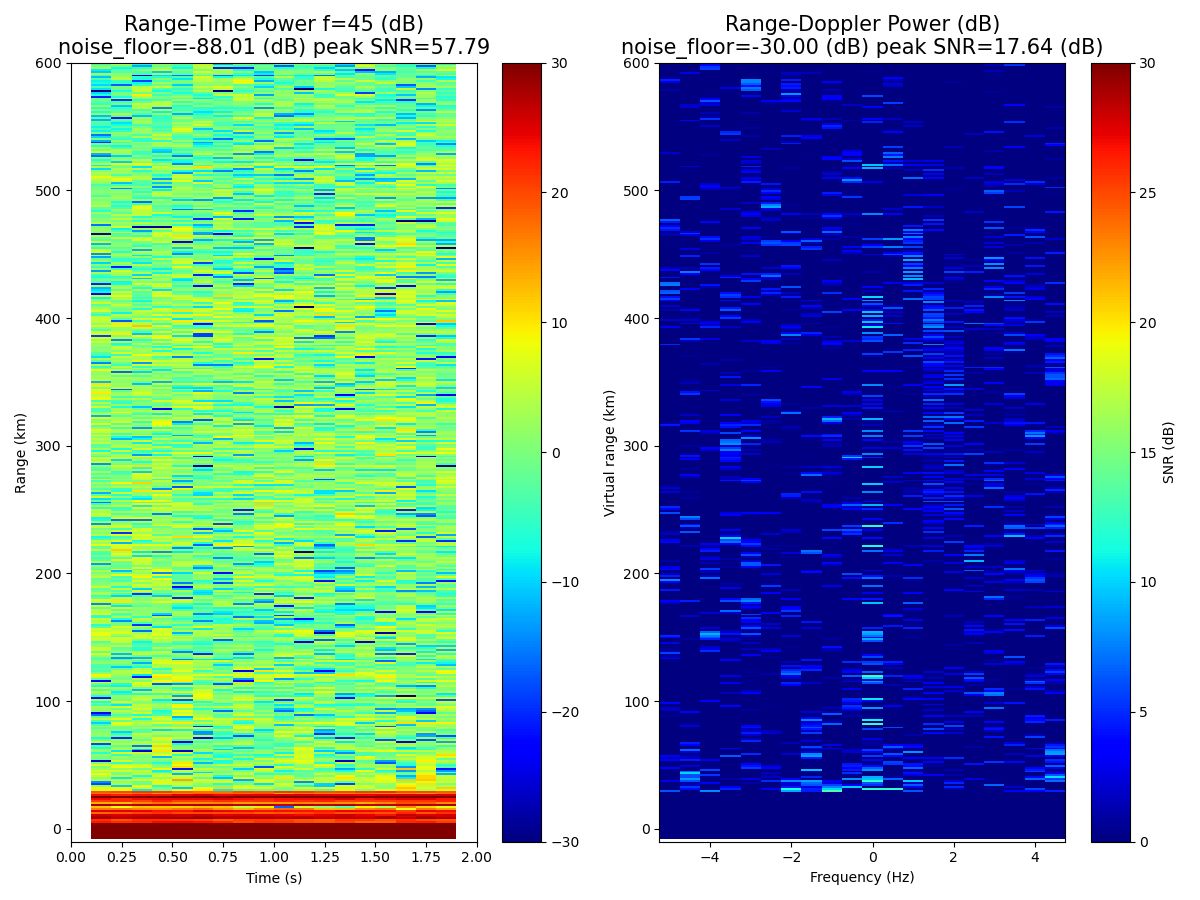 Range-Time Power f=45 (dB)
noise_floor=-88.01 (dB) peak SNR=57.79
Range-Doppler Power (dB)
noise_floor=-30.00 (dB) peak SNR=17.64 (dB)
600
500
400
300
200
100
0
Range (km)
0.00 0.25 0.50 0.75 1.00 1.25 1.50 1.75 2.00
Time (s)
30
20
10
0
−10
−20
−30
600
500
400
300
200
100
0
Virtual range (km)
−4 −2 0 2 4
Frequency (Hz)
30
25
20
15
10
5
0
SNR (dB)